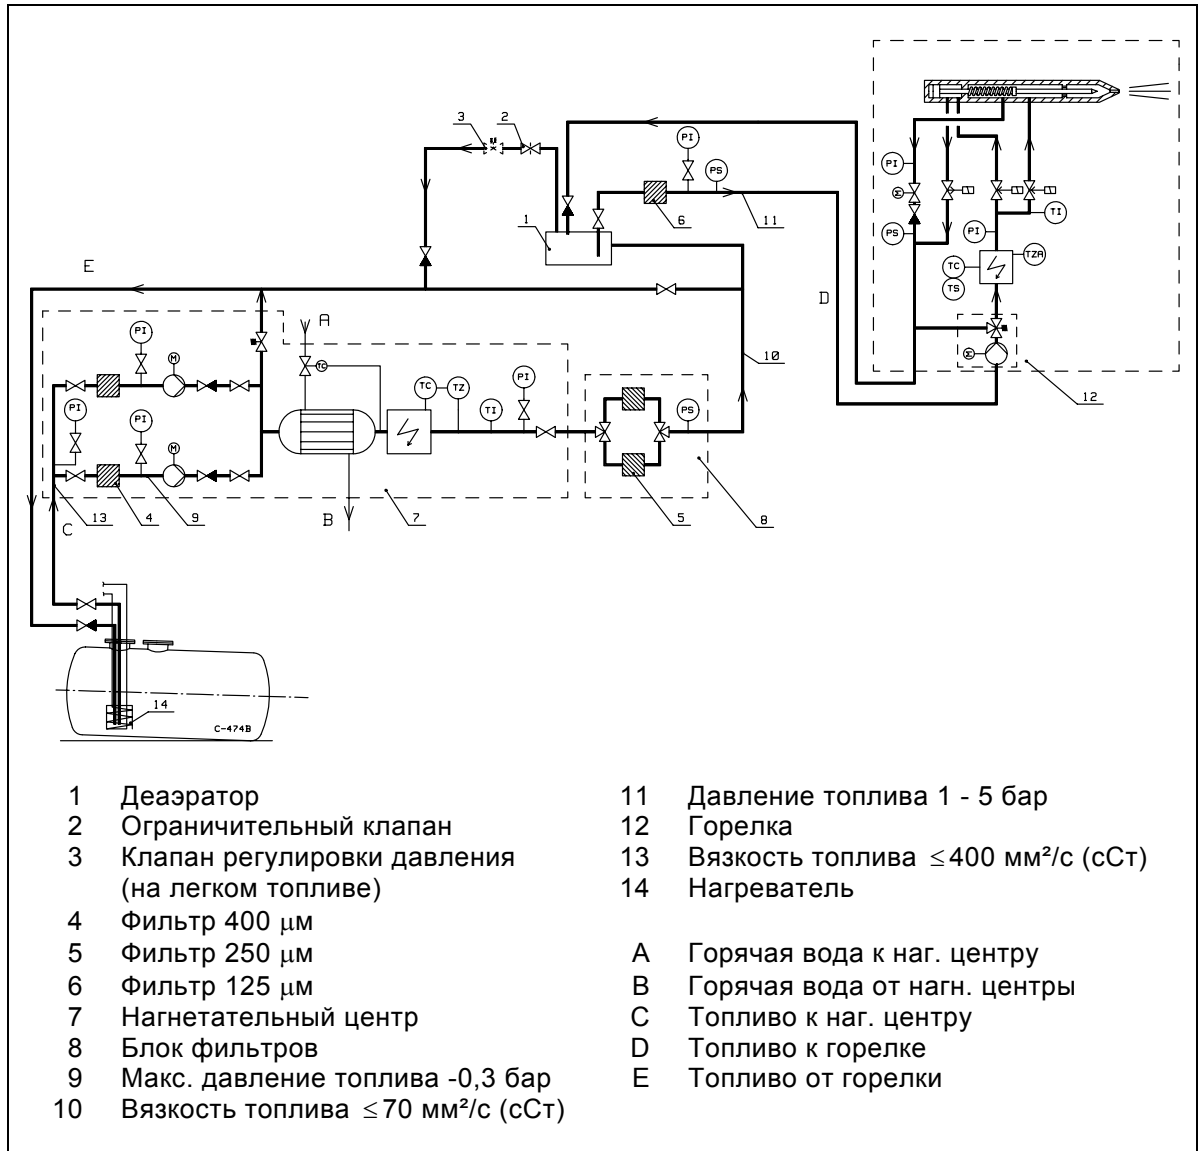 3
2
PI
PS
1
6
11
PI
M
PS
TI
PI
TZA
TC
TS
M
12
E
A
D
10
PI
M
TC
PI
PI
M
TC
TZ
TI
PI
PS
C
13
4
9
B
7
5
8
14
C-474B
1 Деаэратор
2 Ограничительный клапан
3 Клапан регулировки давления
(на легком топливе)
4 Фильтр 400 μм
5 Фильтр 250 μм
6 Фильтр 125 μм
7 Нагнетательный центр
8 Блок фильтров
9 Макс. давление топлива -0,3 бар
10 Вязкость топлива ≤70 мм²/с (сСт)
11 Давление топлива 1 - 5 бар
12 Горелка
13 Вязкость топлива ≤400 мм²/с (сСт)
14 Нагреватель
A Горячая вода к наг. центру
B Горячая вода от нагн. центры
C Топливо к наг. центру
D Топливо к горелке
E Топливо от горелки